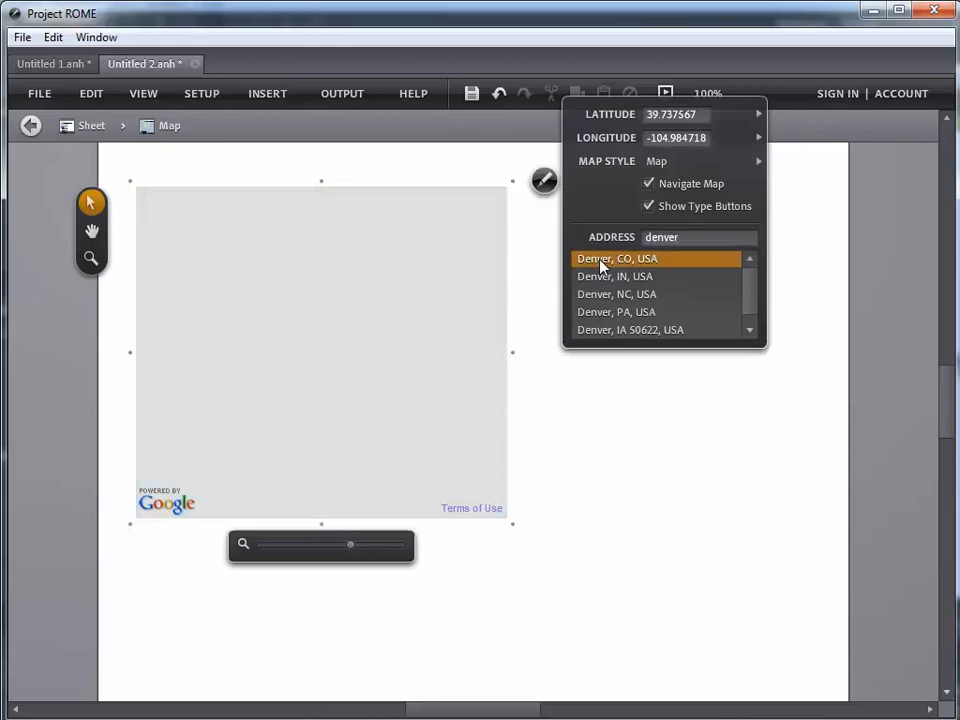 Project ROME
File Edit Window
Untitled 1.anh * Untitled 2.anh *
FILE EDIT VIEW SETUP INSERT OUTPUT HELP 100% SIGN IN | ACCOUNT
Sheet Map
LATITUDE 39.737567
LONGITUDE -104.984718
MAP STYLE Map
Navigate Map
Show Type Buttons
ADDRESS denver
Denver, CO, USA
Denver, IN, USA
Denver, NC, USA
Denver, PA, USA
Denver, IA 50622, USA
POWERED BY
Google
Terms of Use